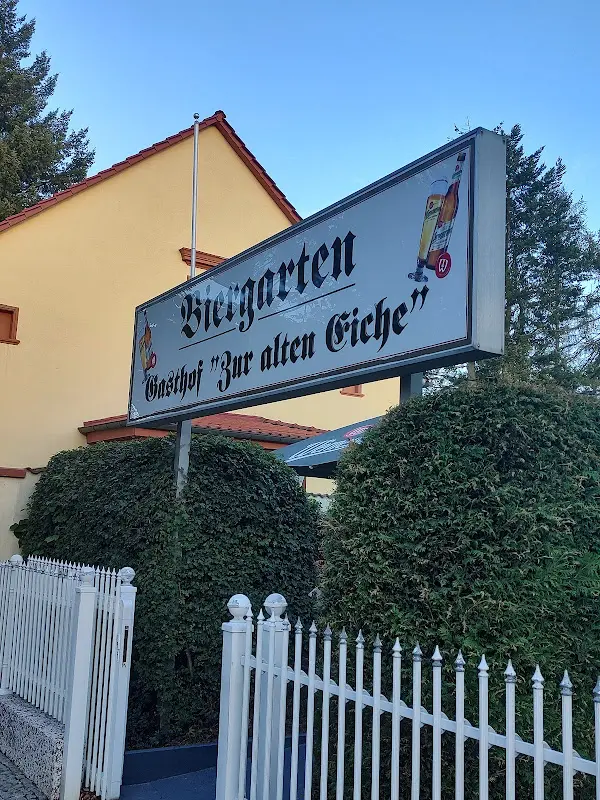 Biergarten
Gasthof "Zur alten Eiche"
W